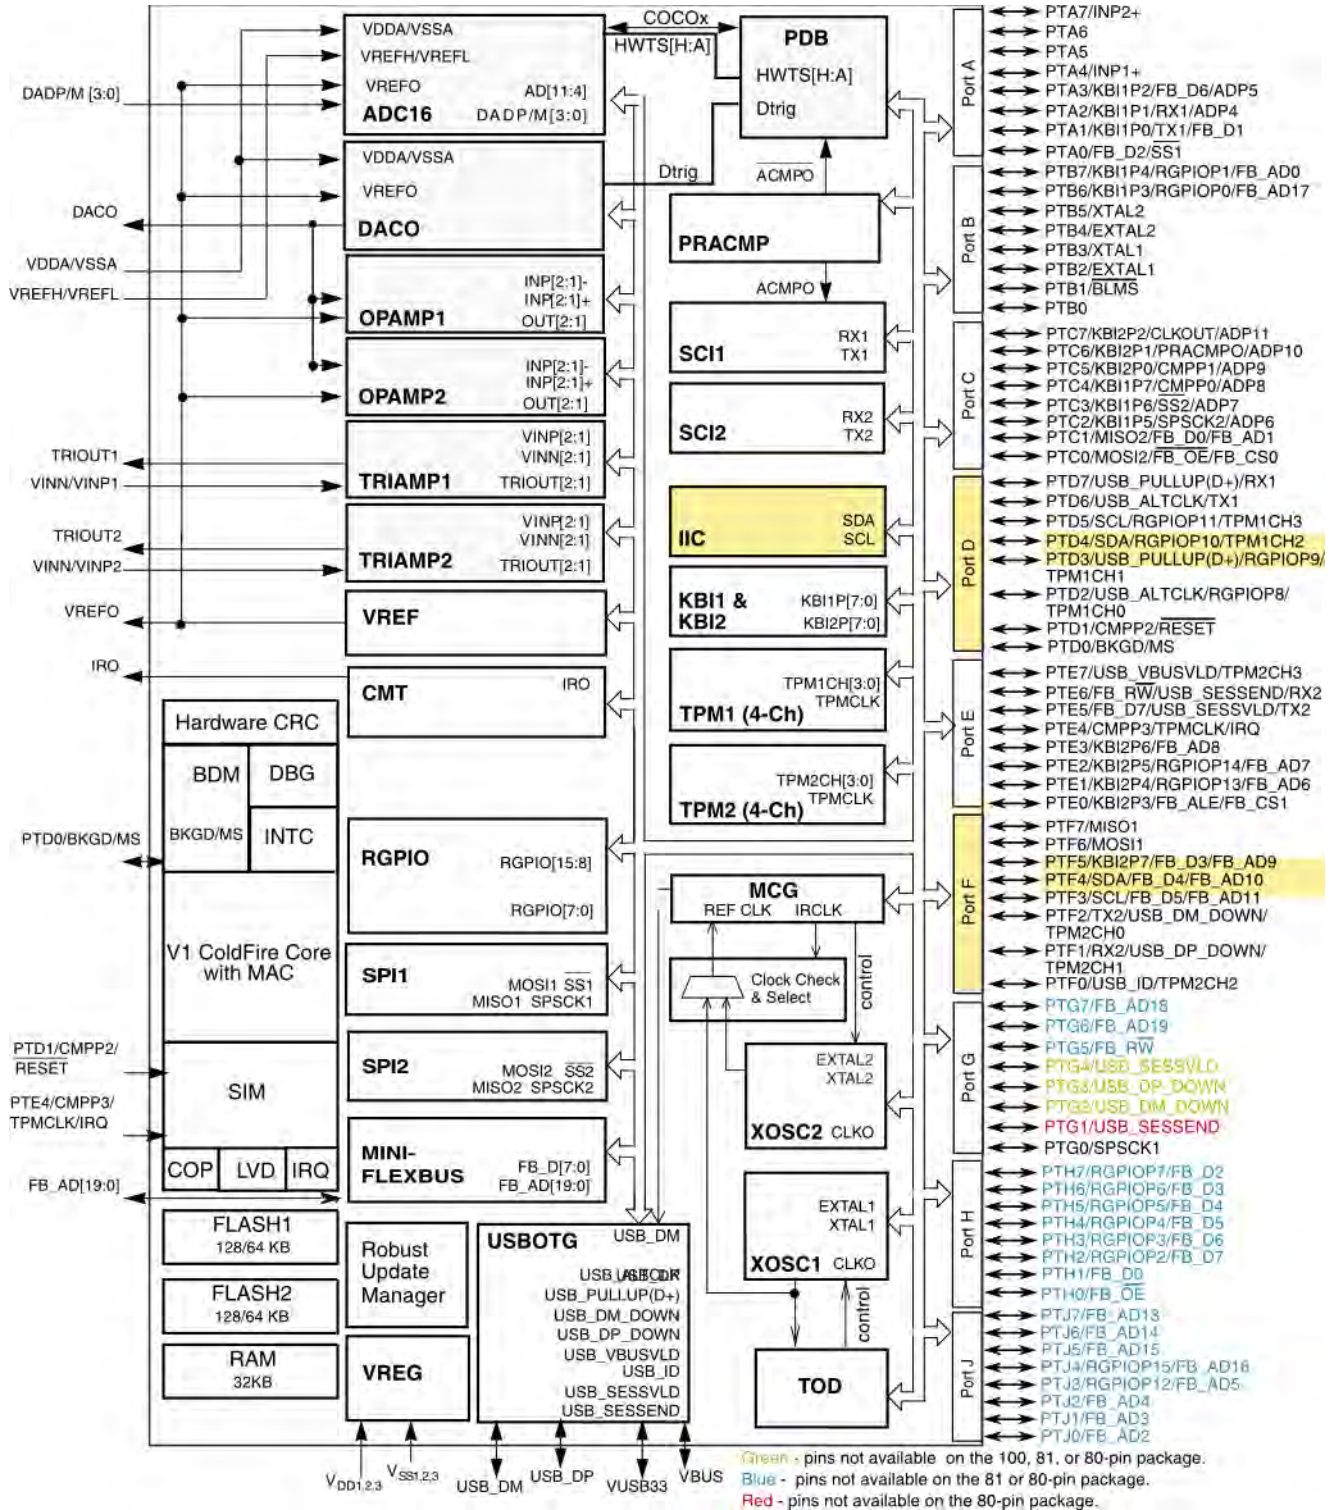 DADP/M [3:0]
DACO
VDDA/VSSA
VREFH/VREFL
TRIOUT1
VINN/VINP1
TRIOUT2
VINN/VINP2
VREFO
IRO
PTD0/BKGD/MS
PTD1/CMPP2/
RESET
PTE4/CMPP3/
TPMCLK/IRQ
FB_AD[19:0]
VDDA/VSSA
VREFH/VREFL
VREFO
AD[11:4]
ADC16
DADP/M[3:0]
VDDA/VSSA
VREFO
DACO
INP[2:1]-
INP[2:1]+
OPAMP1
OUT[2:1]
INP[2:1]-
INP[2:1]+
OPAMP2
OUT[2:1]
VINP[2:1]
VINN[2:1]
TRIAMP1
TRIOUT[2:1]
VINP[2:1]
VINN[2:1]
TRIAMP2
TRIOUT[2:1]
VREF
CMT
IRO
Hardware CRC
BDM
DBG
BKGD/MS
INTC
V1 ColdFire Core
with MAC
SIM
COP
LVD
IRQ
FLASH1
128/64 KB
FLASH2
128/64 KB
RAM
32KB
RGPIO
RGPIO[15:8]
RGPIO[7:0]
SPI1
MOSI1 SS1
MISO1 SPSCK1
SPI2
MOSI2 SS2
MISO2 SPSCK2
MINI-
FLEXBUS
FB_D[7:0]
FB_AD[19:0]
Robust
Update
Manager
VREG
VDD1,2,3
VSS1,2,3
USBOTG
USB_DM
USB_PULLUP(D+)
USB_DM_DOWN
USB_DP_DOWN
USB_VBUSVLD
USB_ID
USB_SESSVLD
USB_SESSEND
USB_DM
USB_DP
VUSB33
VBUS
COCOx
HWTS[H:A]
PDB
HWTS[H:A]
Dtrig
Dtrig
ACMPO
PRACMP
ACMPO
SCI1
RX1
TX1
SCI2
RX2
TX2
IIC
SDA
SCL
KBI1 &
KBI2
KBI1P[7:0]
KBI2P[7:0]
TPM1CH[3:0]
TPMCLK
TPM1 (4-Ch)
TPM2CH[3:0]
TPMCLK
TPM2 (4-Ch)
MCG
REF CLK
IRCLK
Clock Check
& Select
control
EXTAL2
XTAL2
XOSC2
CLKO
EXTAL1
XTAL1
XOSC1
CLKO
control
TOD
Port A
PTA7/INP2+
PTA6
PTA5
PTA4/INP1+
PTA3/KBI1P2/FB_D6/ADP5
PTA2/KBI1P1/RX1/ADP4
PTA1/KBI1P0/TX1/FB_D1
PTA0/FB_D2/SS1
Port B
PTB7/KBI1P4/RGPIOP1/FB_AD0
PTB6/KBI1P3/RGPIOP0/FB_AD17
PTB5/XTAL2
PTB4/EXTAL2
PTB3/XTAL1
PTB2/EXTAL1
PTB1/BLMS
PTB0
Port C
PTC7/KBI2P2/CLKOUT/ADP11
PTC6/KBI2P1/PRACMPO/ADP10
PTC5/KBI2P0/CMPP1/ADP9
PTC4/KBI1P7/CMPP0/ADP8
PTC3/KBI1P6/SS2/ADP7
PTC2/KBI1P5/SPSCK2/ADP6
PTC1/MISO2/FB_D0/FB_AD1
PTC0/MOSI2/FB_OE/FB_CS0
Port D
PTD7/USB_PULLUP(D+)/RX1
PTD6/USB_ALTCLK/TX1
PTD5/SCL/RGPIOP11/TPM1CH3
PTD4/SDA/RGPIOP10/TPM1CH2
PTD3/USB_PULLUP(D+)/RGPIOP9/
TPM1CH1
PTD2/USB_ALTCLK/RGPIOP8/
TPM1CH0
PTD1/CMPP2/RESET
PTD0/BKGD/MS
Port E
PTE7/USB_VBUSVLD/TPM2CH3
PTE6/FB_RW/USB_SESSEND/RX2
PTE5/FB_D7/USB_SESSVLD/TX2
PTE4/CMPP3/TPMCLK/IRQ
PTE3/KBI2P6/FB_AD8
PTE2/KBI2P5/RGPIOP14/FB_AD7
PTE1/KBI2P4/RGPIOP13/FB_AD6
PTE0/KBI2P3/FB_ALE/FB_CS1
Port F
PTF7/MISO1
PTF6/MOSI1
PTF5/KBI2P7/FB_D3/FB_AD9
PTF4/SDA/FB_D4/FB_AD10
PTF3/SCL/FB_D5/FB_AD11
PTF2/TX2/USB_DM_DOWN/
TPM2CH0
PTF1/RX2/USB_DP_DOWN/
TPM2CH1
PTF0/USB_ID/TPM2CH2
Port G
PTG7/FB_AD18
PTG6/FB_AD19
PTG5/FB_RW
PTG4/USB_SESSVLD
PTG3/USB_DP_DOWN
PTG2/USB_DM_DOWN
PTG1/USB_SESSEND
PTG0/SPSCK1
Port H
PTH7/RGPIOP7/FB_D2
PTH6/RGPIOP6/FB_D3
PTH5/RGPIOP5/FB_D4
PTH4/RGPIOP4/FB_D5
PTH3/RGPIOP3/FB_D6
PTH2/RGPIOP2/FB_D7
PTH1/FB_D0
PTH0/FB_OE
Port J
PTJ7/FB_AD13
PTJ6/FB_AD14
PTJ5/FB_AD15
PTJ4/RGPIOP15/FB_AD16
PTJ3/RGPIOP12/FB_AD5
PTJ2/FB_AD4
PTJ1/FB_AD3
PTJ0/FB_AD2
Green - pins not available on the 100, 81, or 80-pin package.
Blue - pins not available on the 81 or 80-pin package.
Red - pins not available on the 80-pin package.